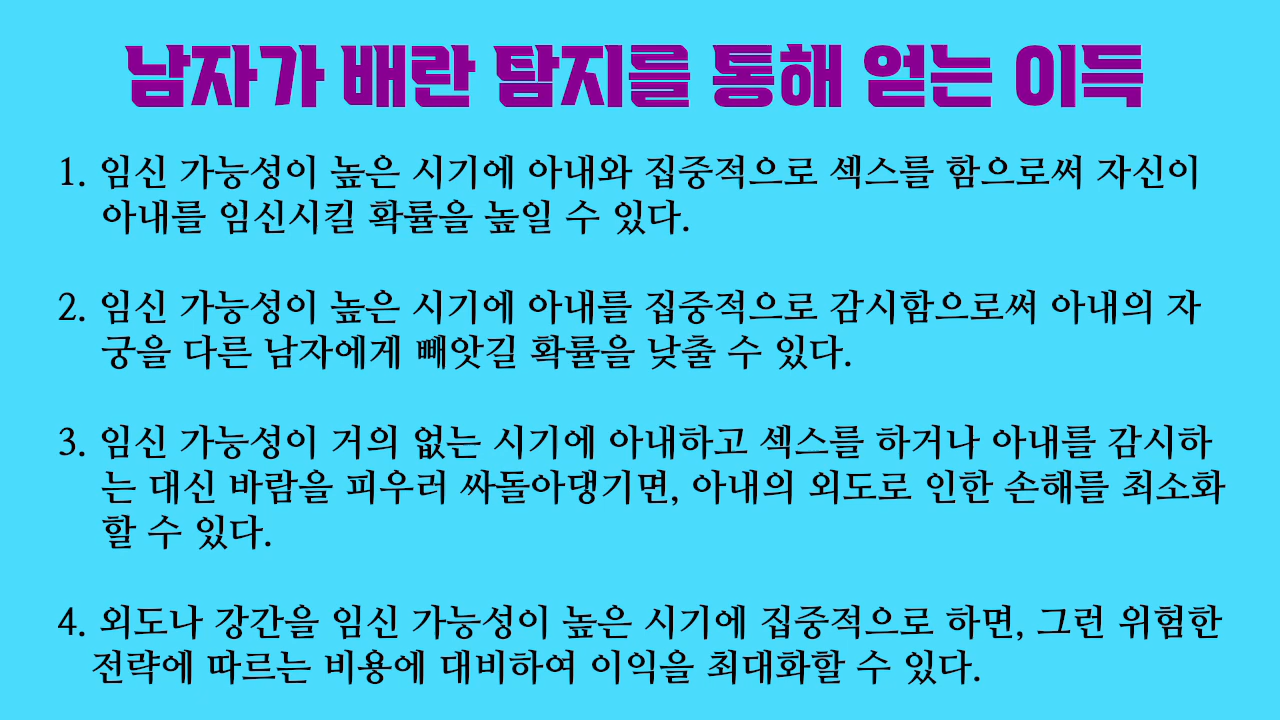 남자가 배란 탐지를 통해 얻는 이득
1. 임신 가능성이 높은 시기에 아내와 집중적으로 섹스를 함으로써 자신이
아내를 임신시킬 확률을 높일 수 있다.
2. 임신 가능성이 높은 시기에 아내를 집중적으로 감시함으로써 아내의 자
궁을 다른 남자에게 빼앗길 확률을 낮출 수 있다.
3. 임신 가능성이 거의 없는 시기에 아내하고 섹스를 하거나 아내를 감시하
는 대신 바람을 피우러 싸돌아댕기면, 아내의 외도로 인한 손해를 최소화
할 수 있다.
4. 외도나 강간을 임신 가능성이 높은 시기에 집중적으로 하면, 그런 위험한
전략에 따르는 비용에 대비하여 이익을 최대화할 수 있다.